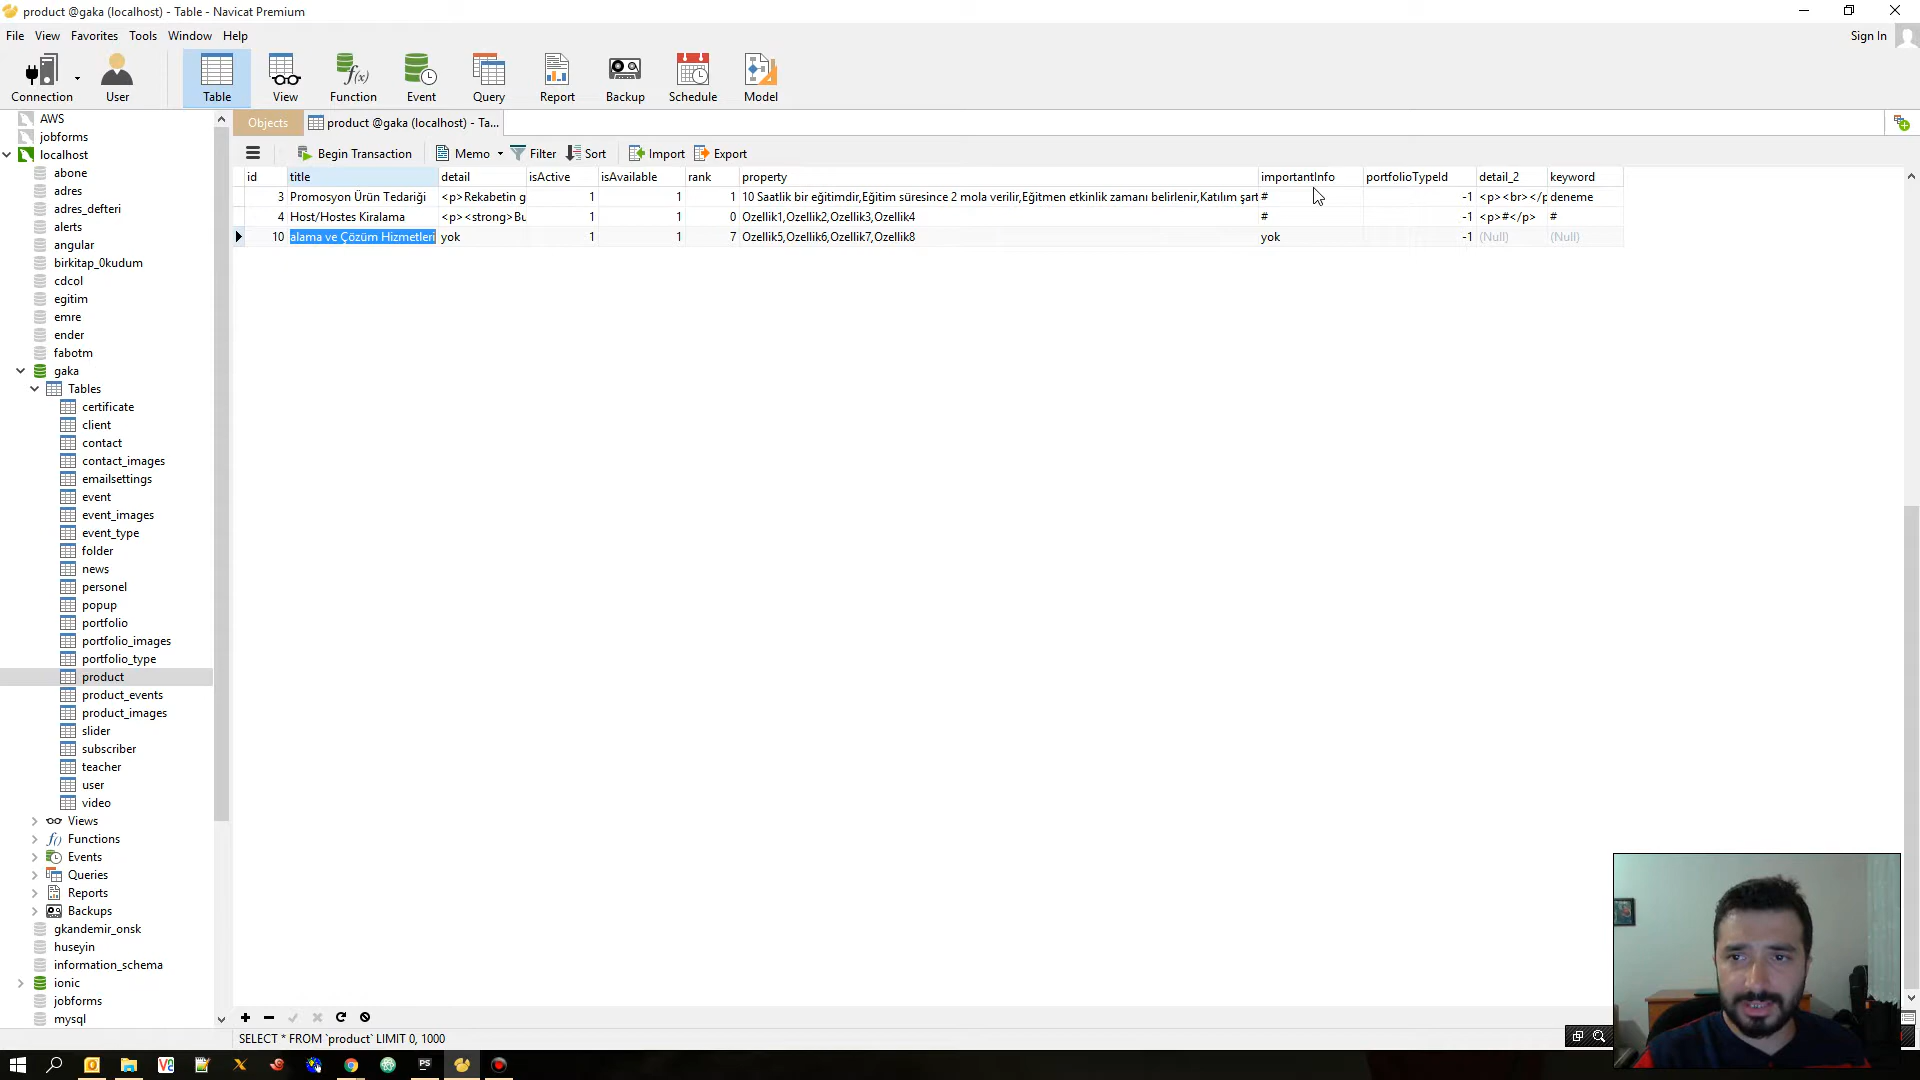 product @gaka (localhost) - Table - Navicat Premium
File View Favorites Tools Window Help
Sign In
Connection User Table View Function Event Query Report Backup Schedule Model
Objects product @gaka (localhost) - Ta...
Begin Transaction Memo Filter Sort Import Export
id title detail isActive isAvailable rank property importantInfo portfolioTypeId detail_2 keyword
3 Promosyon Ürün Tedariği <p>Rekabetin g 1 1 1 10 Saatlik bir eğitimdir,Eğitim süresince 2 mola verilir,Eğitmen etkinlik zamanı belirlenir,Katılım şart # -1 <p><br></p deneme
4 Host/Hostes Kiralama <p><strong>Bu 1 1 0 Ozellik1,Ozellik2,Ozellik3,Ozellik4 # -1 <p>#</p> #
10 alama ve Çözüm Hizmetleri yok 1 1 7 Ozellik5,Ozellik6,Ozellik7,Ozellik8 yok -1 (Null) (Null)
AWS
jobforms
localhost
abone
adres
adres_defteri
alerts
angular
birkitap_0kudum
cdcol
egitim
emre
ender
fabotm
gaka
Tables
certificate
client
contact
contact_images
emailsettings
event
event_images
event_type
folder
news
personel
popup
portfolio
portfolio_images
portfolio_type
product
product_events
product_images
slider
subscriber
teacher
user
video
Views
Functions
Events
Queries
Reports
Backups
gkandemir_onsk
huseyin
information_schema
ionic
jobforms
mysql
SELECT * FROM `product` LIMIT 0, 1000